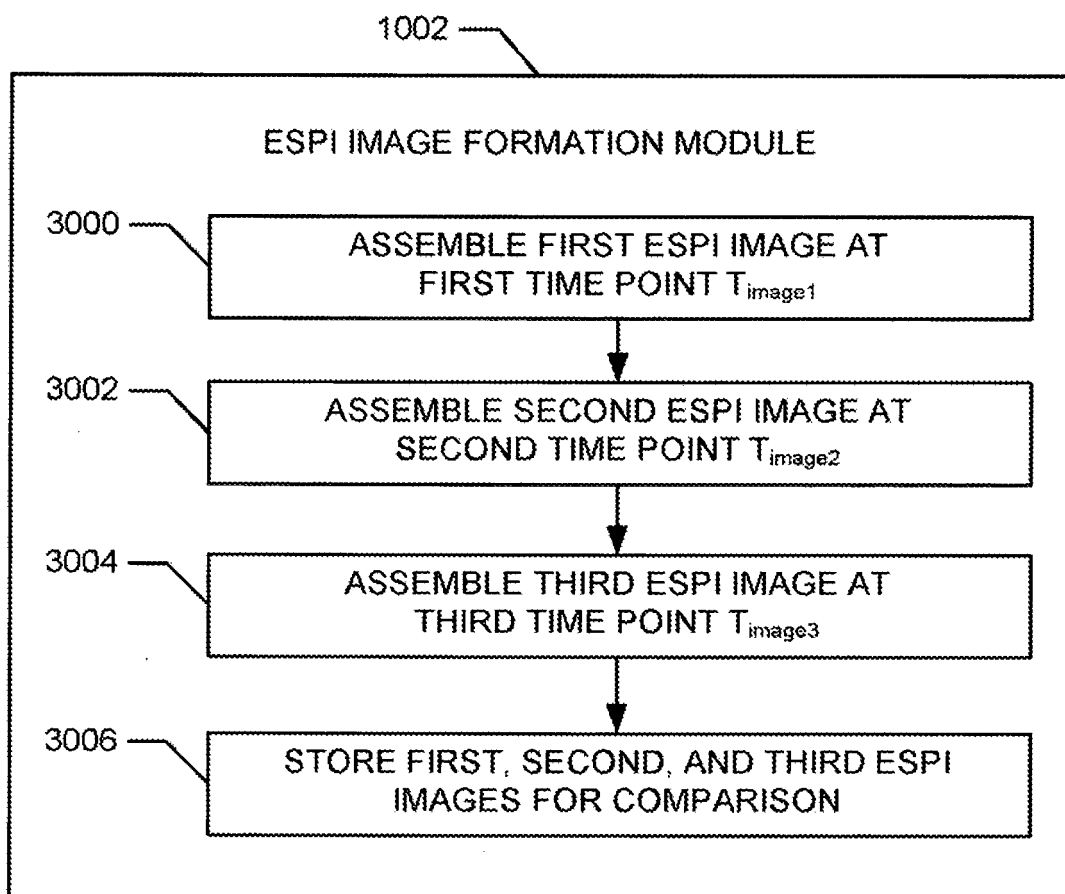 1002
ESPI IMAGE FORMATION MODULE
3000
ASSEMBLE FIRST ESPI IMAGE AT
FIRST TIME POINT Timage1
3002
ASSEMBLE SECOND ESPI IMAGE AT
SECOND TIME POINT Timage2
3004
ASSEMBLE THIRD ESPI IMAGE AT
THIRD TIME POINT Timage3
3006
STORE FIRST, SECOND, AND THIRD ESPI
IMAGES FOR COMPARISON